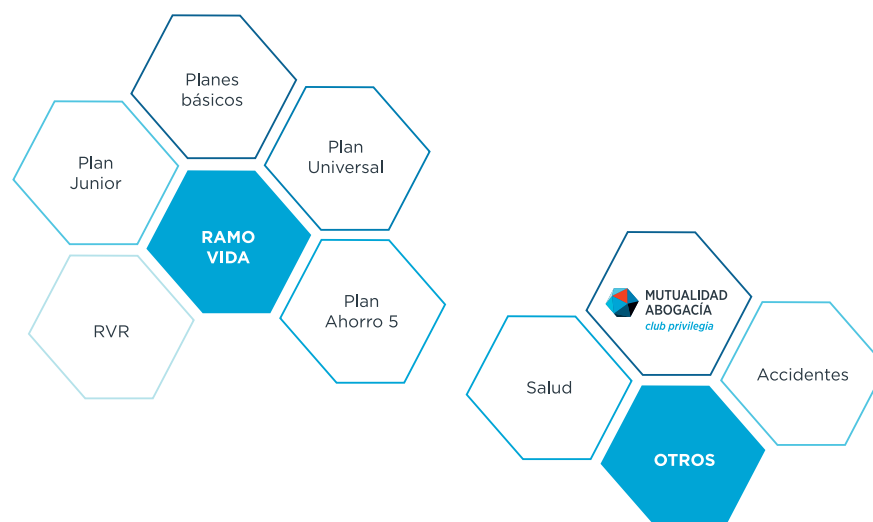 Planes
básicos
Plan
Junior
Plan
Universal
RAMO
VIDA
RVR
Plan
Ahorro 5
MUTUALIDAD
ABOGACÍA
club privilegia
Salud
Accidentes
OTROS